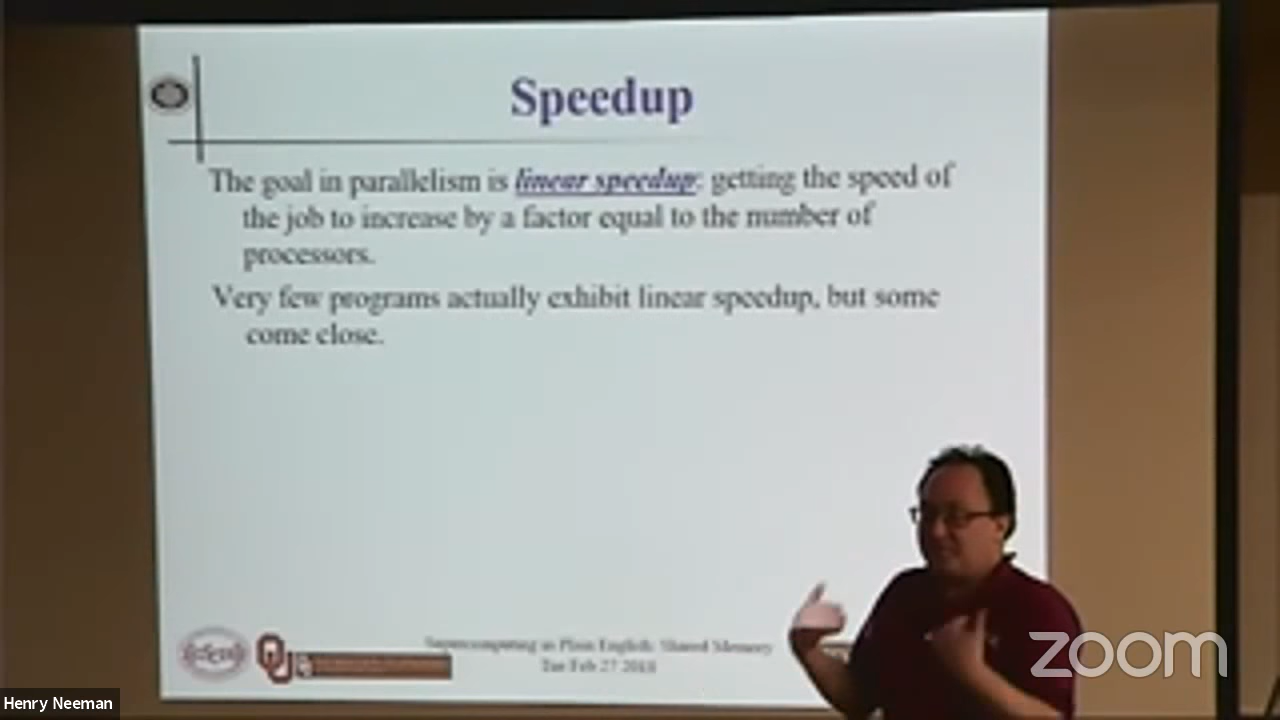 Speedup
The goal in parallelism is linear speedup: getting the speed of
the job to increase by a factor equal to the number of
processors.
Very few programs actually exhibit linear speedup, but some
come close.
Supercomputing in Plain English: Shared Memory
Tue Feb 27 2018
zoom
Henry Neeman